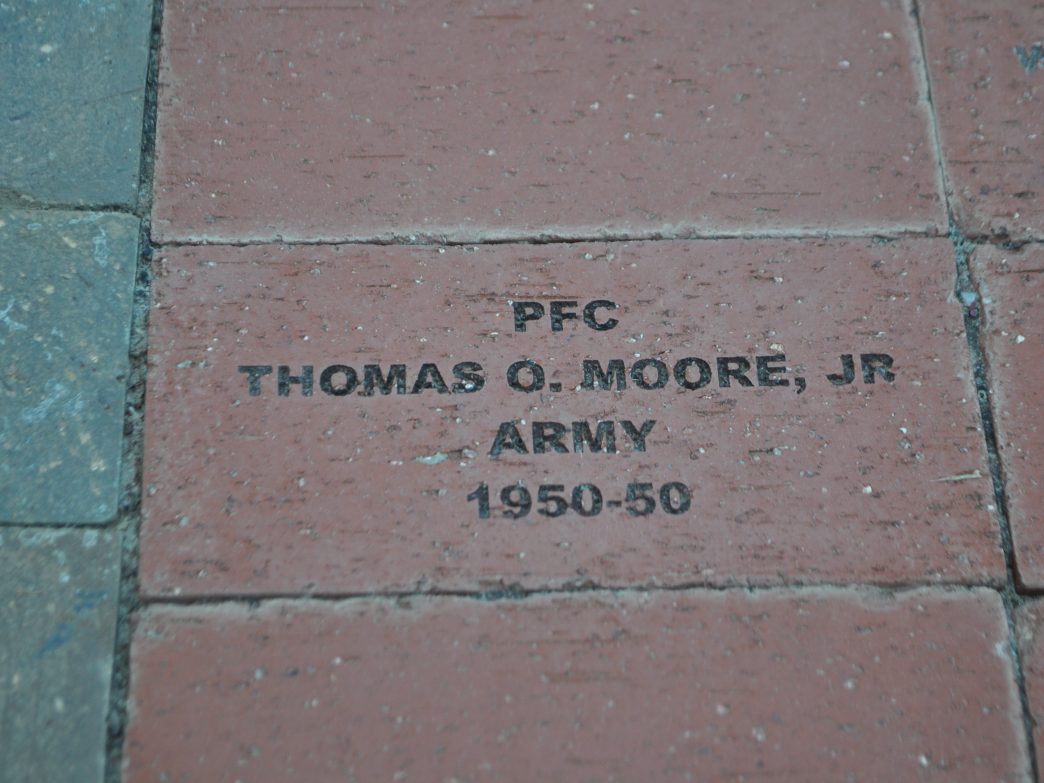 PFC
THOMAS O. MOORE, JR
ARMY
1950-50